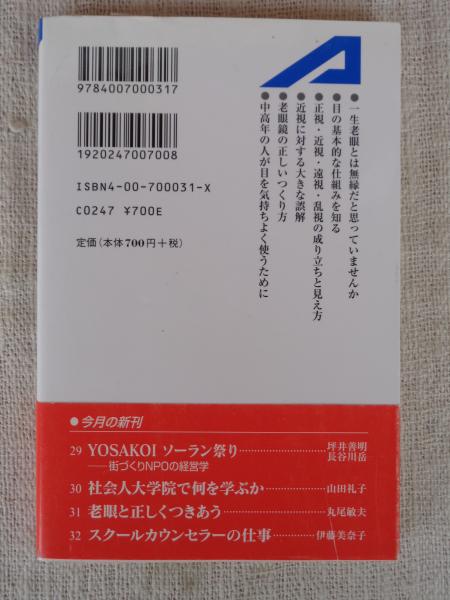 9784007000317
1920247007008
ISBN4-00-700031-X
C0247 ¥700E
定価(本体700円+税)
●一生老眼とは無縁だと思っていませんか
●目の基本的な仕組みを知る
●正視・近視・遠視・乱視の成り立ちと見え方
●近視に対する大きな誤解
●老眼鏡の正しいつくり方
●中高年の人が目を気持ちよく使うために
●今月の新刊
29 YOSAKOI ソーラン祭り……………坪井善明 長谷川岳
——街づくりNPOの経営学
30 社会人大学院で何を学ぶか……………山田礼子
31 老眼と正しくつきあう……………丸尾敏夫
32 スクールカウンセラーの仕事……………伊藤美奈子